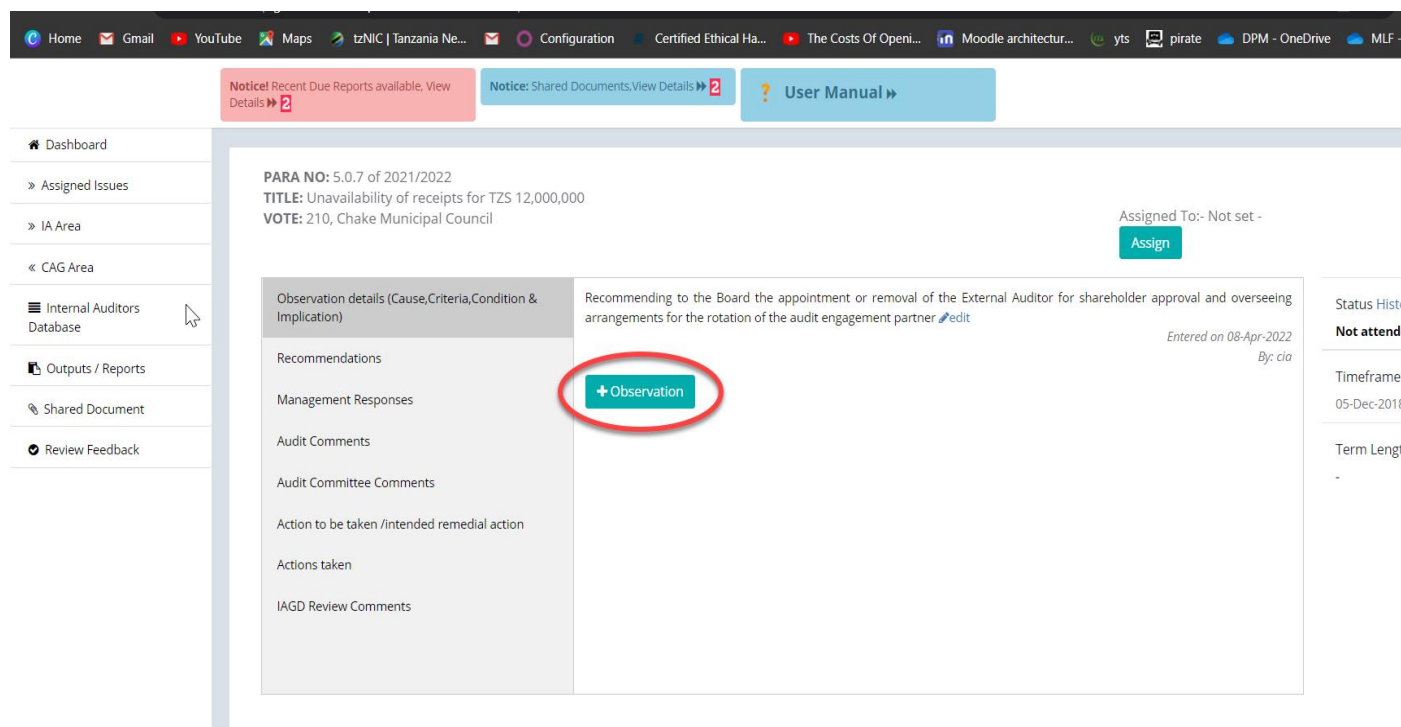 Home Gmail YouTube Maps tzNIC | Tanzania Ne... Configuration Certified Ethical Ha... The Costs Of Openi... Moodle architectur... yts pirate DPM - OneDrive MLF -
Notice! Recent Due Reports available, View
Details 2
Notice: Shared Documents,View Details 2
? User Manual
Dashboard
» Assigned Issues
» IA Area
« CAG Area
Internal Auditors
Database
Outputs / Reports
Shared Document
Review Feedback
PARA NO: 5.0.7 of 2021/2022
TITLE: Unavailability of receipts for TZS 12,000,000
VOTE: 210, Chake Municipal Council
Assigned To:- Not set -
Assign
Observation details (Cause,Criteria,Condition &
Implication)
Recommendations
Management Responses
Audit Comments
Audit Committee Comments
Action to be taken /intended remedial action
Actions taken
IAGD Review Comments
Recommending to the Board the appointment or removal of the External Auditor for shareholder approval and overseeing
arrangements for the rotation of the audit engagement partner edit
Entered on 08-Apr-2022
By: cia
+ Observation
Status Hist
Not attend
Timeframe
05-Dec-2018
Term Lengt
-